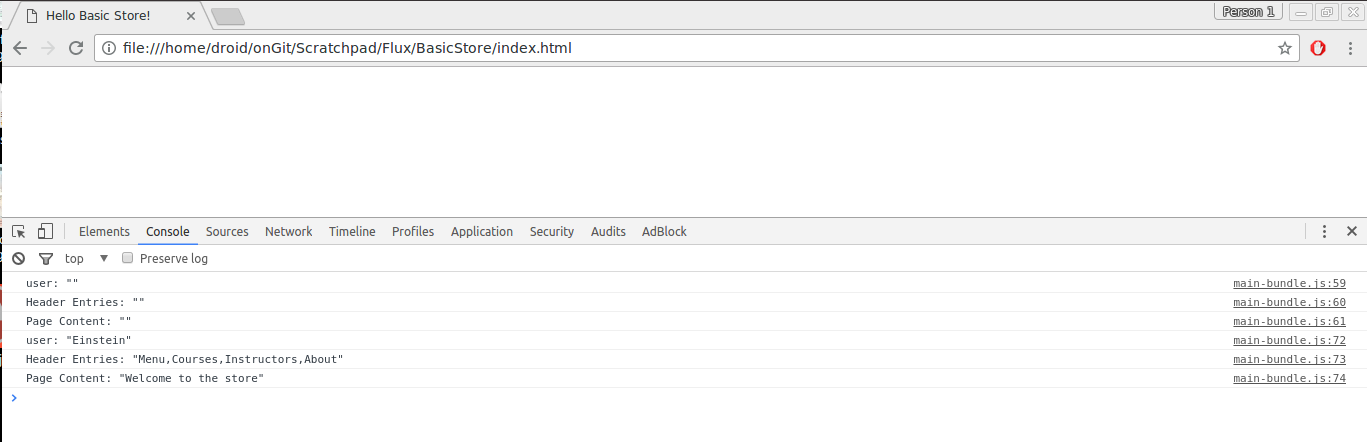 Hello Basic Store!
Person 1
file:///home/droid/onGit/Scratchpad/Flux/BasicStore/index.html
Elements Console Sources Network Timeline Profiles Application Security Audits AdBlock
top Preserve log
user: "" main-bundle.js:59
Header Entries: "" main-bundle.js:60
Page Content: "" main-bundle.js:61
user: "Einstein" main-bundle.js:72
Header Entries: "Menu,Courses,Instructors,About" main-bundle.js:73
Page Content: "Welcome to the store" main-bundle.js:74